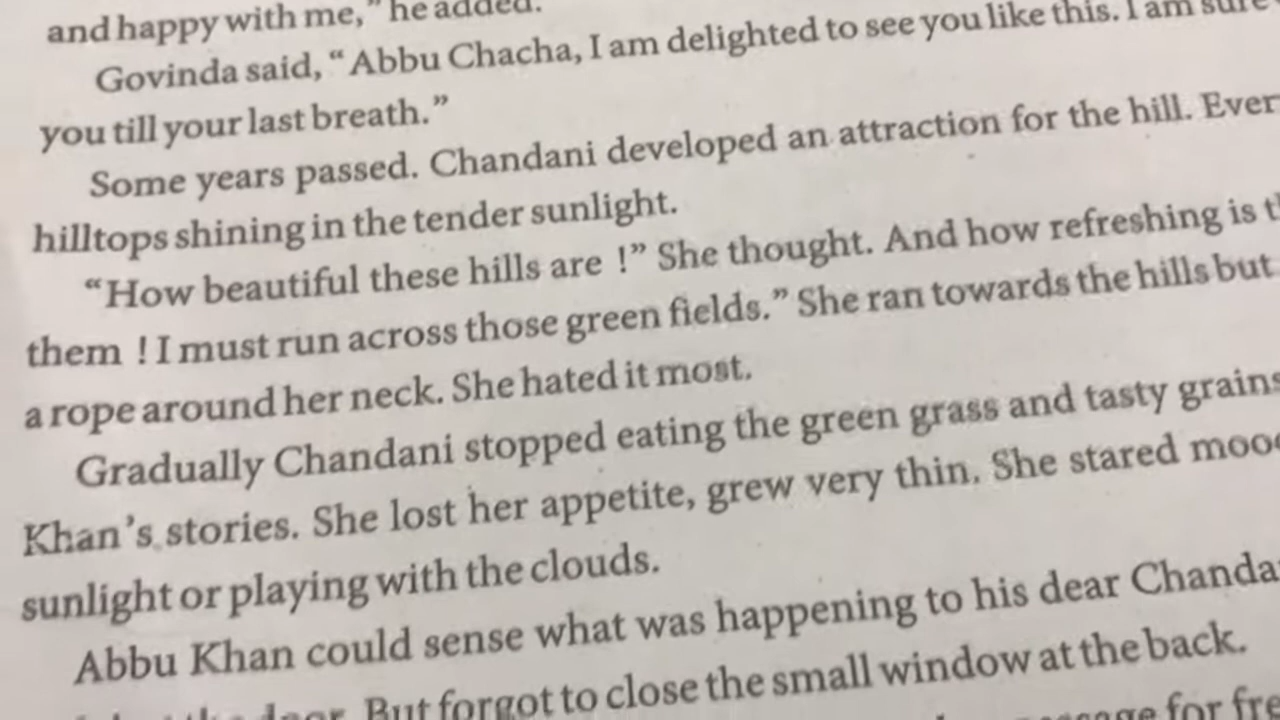 and happy with me," he added.
Govinda said, "Abbu Chacha, I am delighted to see you like this. I am sure
you till your last breath."
Some years passed. Chandani developed an attraction for the hill. Ever
hilltops shining in the tender sunlight.
"How beautiful these hills are !" She thought. And how refreshing is
them ! I must run across those green fields." She ran towards the hills but
a rope around her neck. She hated it most.
Gradually Chandani stopped eating the green grass and tasty grains
Khan's stories. She lost her appetite, grew very thin. She stared
sunlight or playing with the clouds.
Abbu Khan could sense what was happening to his dear
the door. But forgot to close the small window at the back.
for